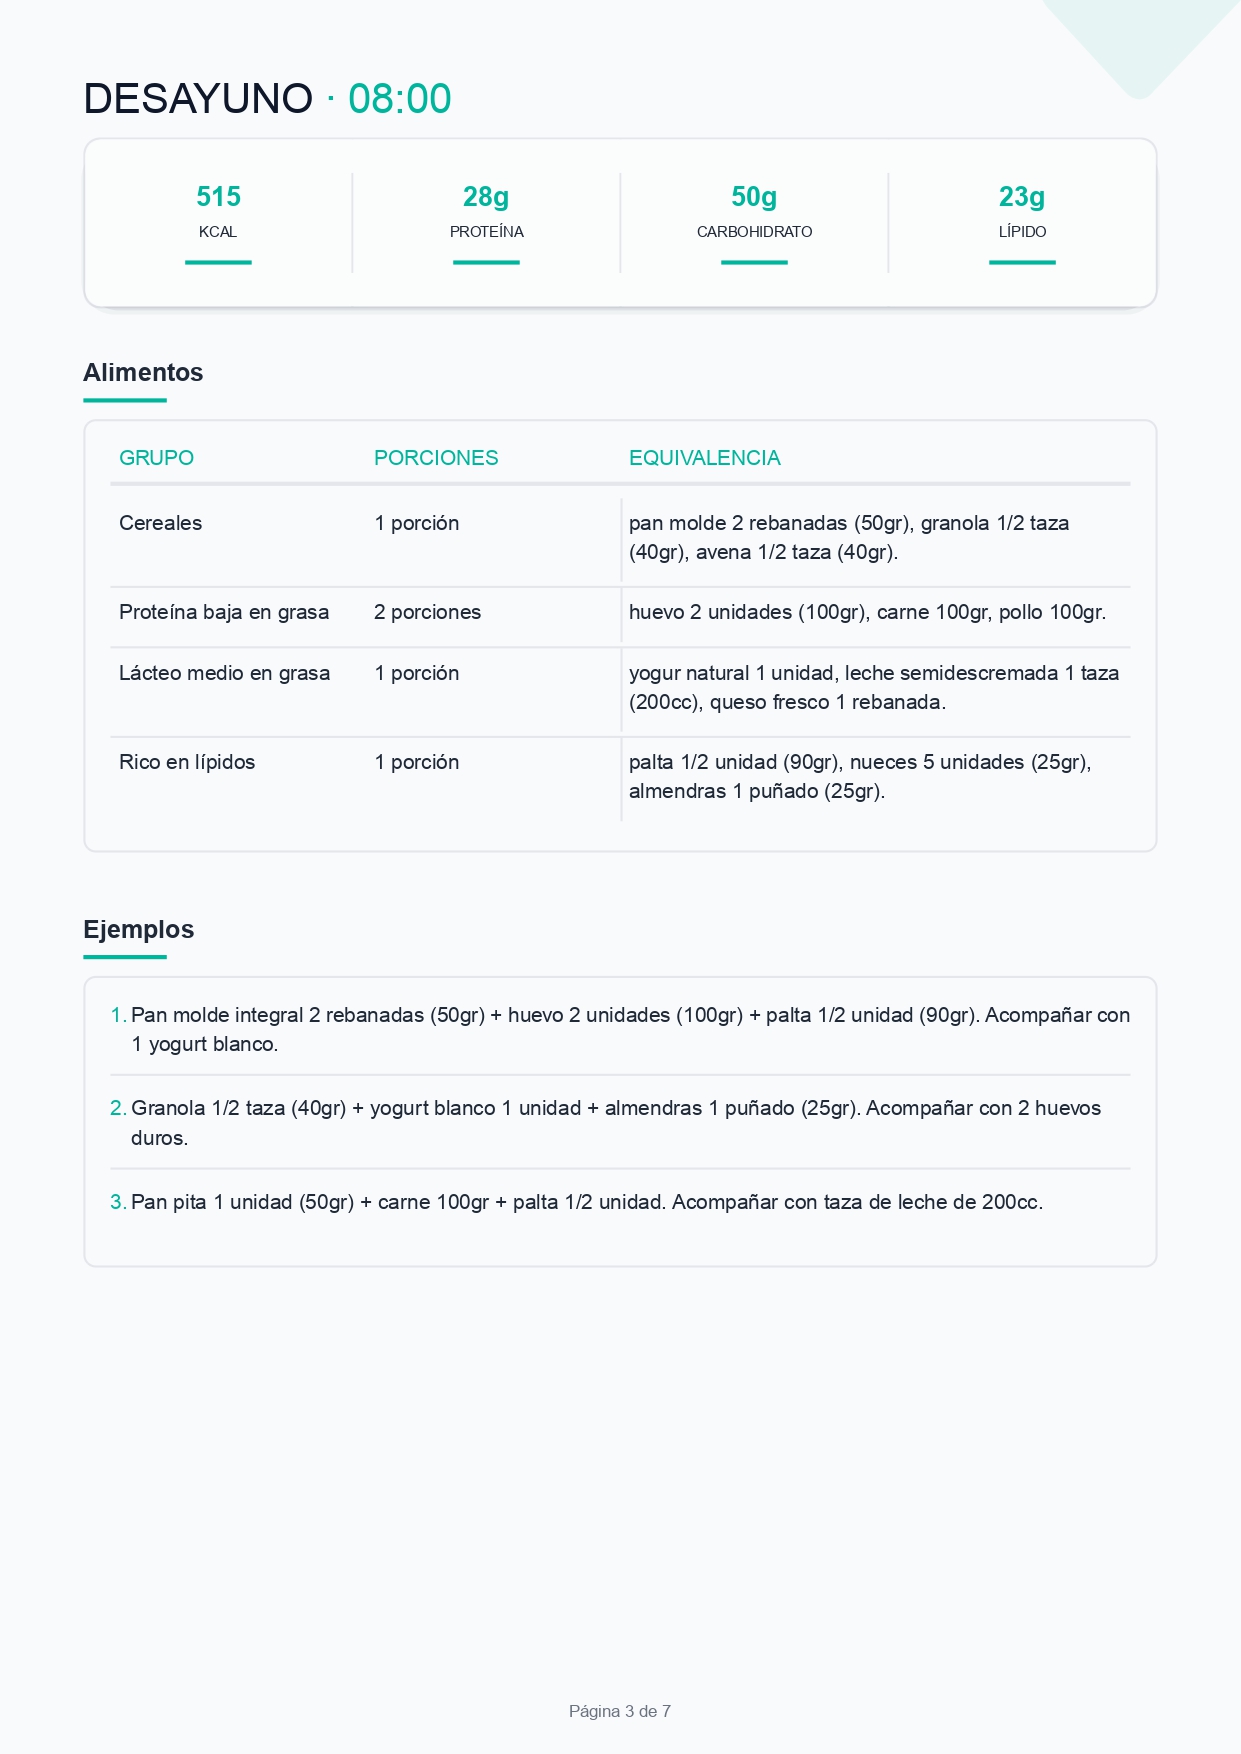 DESAYUNO · 08:00
515
KCAL
28g
PROTEÍNA
50g
CARBOHIDRATO
23g
LÍPIDO
Alimentos
GRUPO PORCIONES EQUIVALENCIA
Cereales 1 porción pan molde 2 rebanadas (50gr), granola 1/2 taza
(40gr), avena 1/2 taza (40gr).
Proteína baja en grasa 2 porciones huevo 2 unidades (100gr), carne 100gr, pollo 100gr.
Lácteo medio en grasa 1 porción yogur natural 1 unidad, leche semidescremada 1 taza
(200cc), queso fresco 1 rebanada.
Rico en lípidos 1 porción palta 1/2 unidad (90gr), nueces 5 unidades (25gr),
almendras 1 puñado (25gr).
Ejemplos
1. Pan molde integral 2 rebanadas (50gr) + huevo 2 unidades (100gr) + palta 1/2 unidad (90gr). Acompañar con
1 yogurt blanco.
2. Granola 1/2 taza (40gr) + yogurt blanco 1 unidad + almendras 1 puñado (25gr). Acompañar con 2 huevos
duros.
3. Pan pita 1 unidad (50gr) + carne 100gr + palta 1/2 unidad. Acompañar con taza de leche de 200cc.
Página 3 de 7